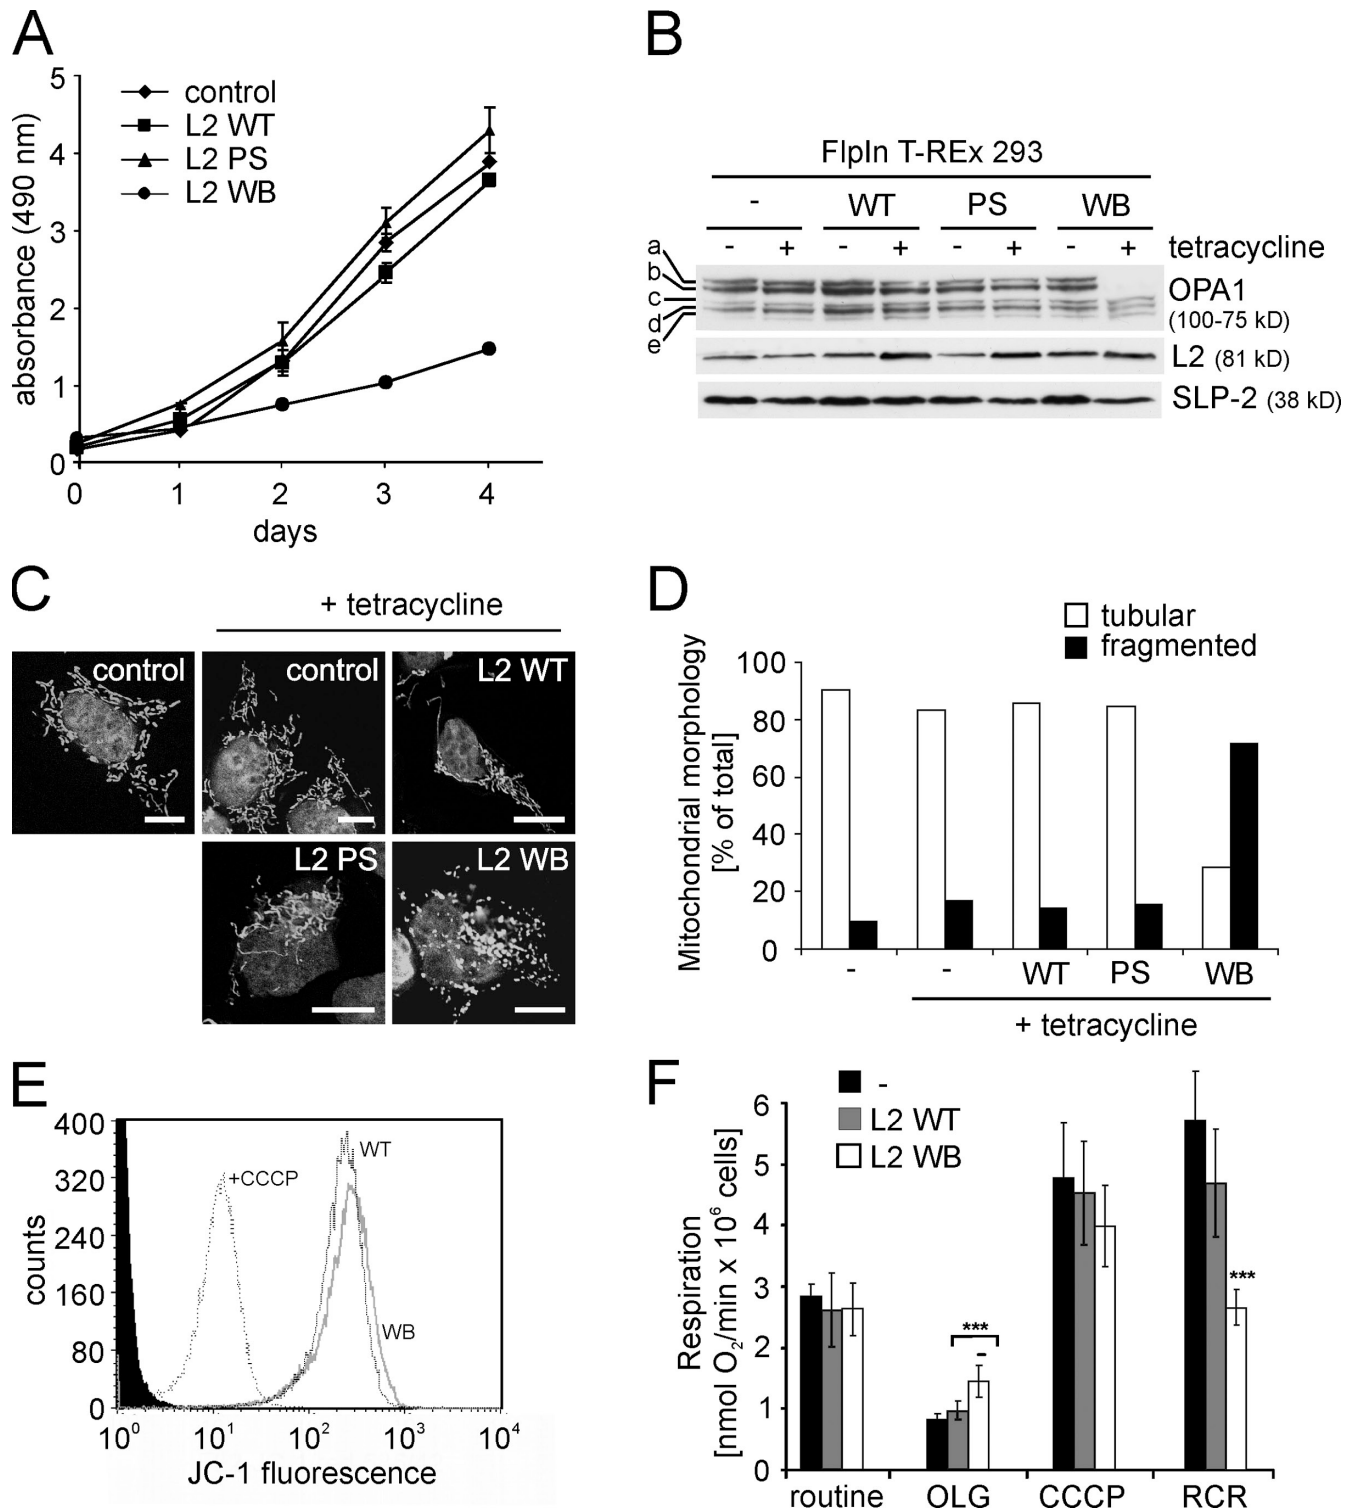 A
5
4
3
2
1
0
absorbance (490 nm)
control
L2 WT
L2 PS
L2 WB
0 1 2 3 4
days
B
FlpIn T-REx 293
- WT PS WB
- + - + - + - + tetracycline
a
b
c
d
e
OPA1
(100-75 kD)
L2 (81 kD)
SLP-2 (38 kD)
C
+ tetracycline
control
control
L2 WT
L2 PS
L2 WB
D
tubular
fragmented
Mitochondrial morphology
[% of total]
100
80
60
40
20
0
- - WT PS WB
+ tetracycline
E
400
320
240
160
80
0
counts
+CCCP
WT
WB
10⁰ 10¹ 10² 10³ 10⁴
JC-1 fluorescence
F
-
L2 WT
L2 WB
Respiration
[nmol O₂/min x 10⁶ cells]
6
5
4
3
2
1
0
***
***
routine OLG CCCP RCR